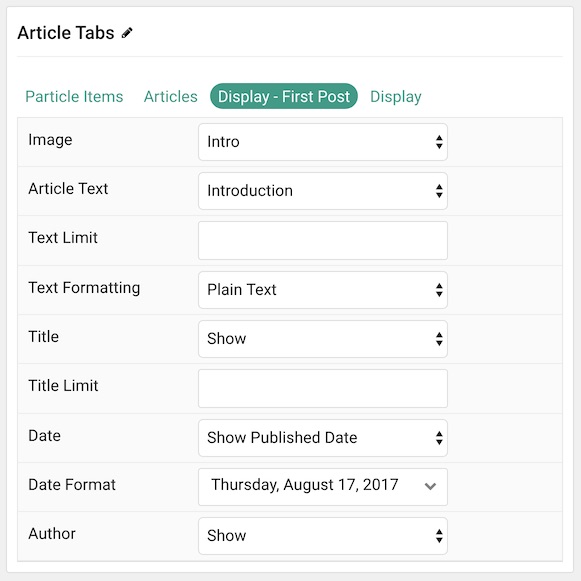 Article Tabs
Particle Items Articles Display - First Post Display
Image Intro
Article Text Introduction
Text Limit
Text Formatting Plain Text
Title Show
Title Limit
Date Show Published Date
Date Format Thursday, August 17, 2017
Author Show